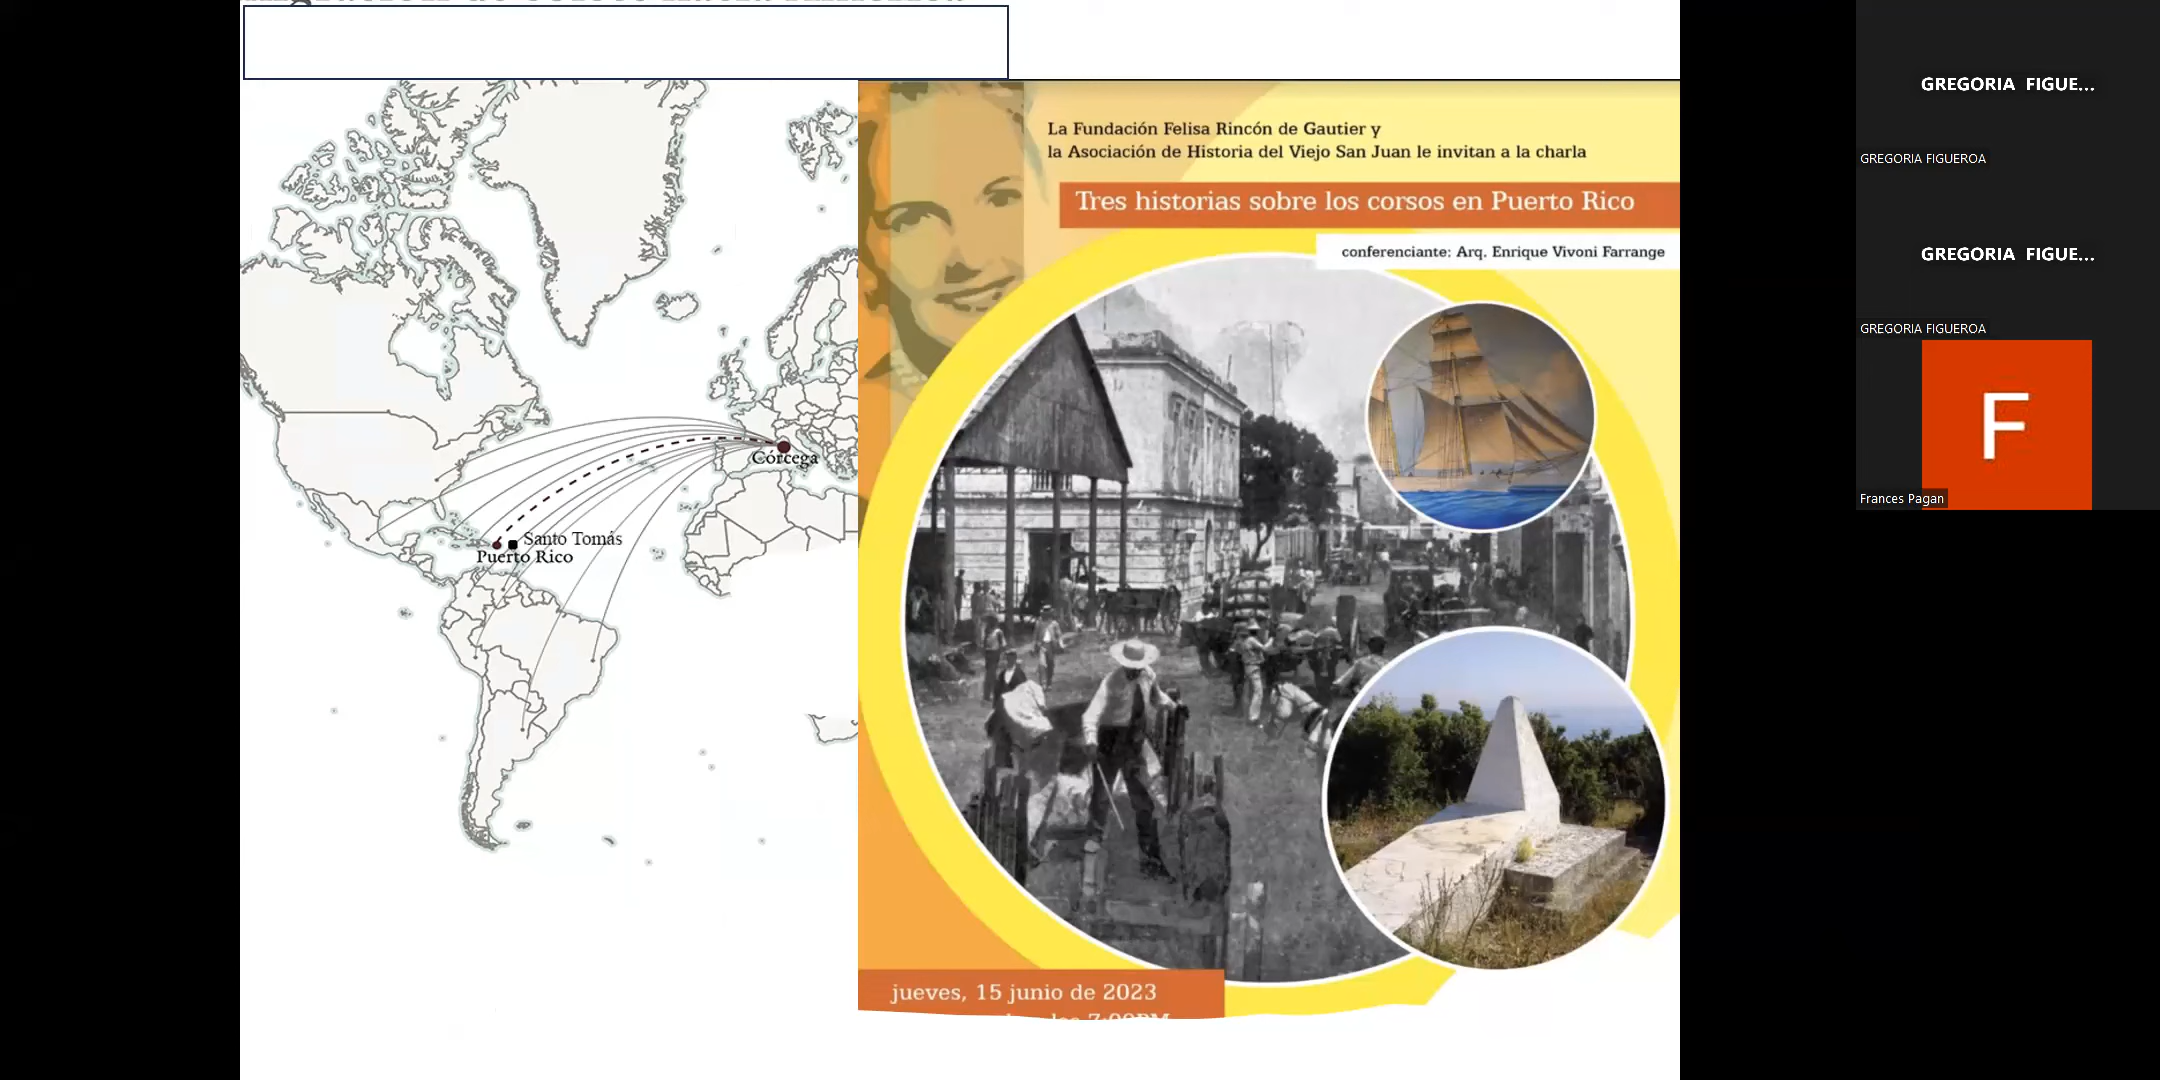 Córcega
Santo Tomás
Puerto Rico
La Fundación Felisa Rincón de Gautier y
la Asociación de Historia del Viejo San Juan le invitan a la charla
Tres historias sobre los corsos en Puerto Rico
conferenciante: Arq. Enrique Vivoni Farrange
jueves, 15 junio de 2023
7:00PM
GREGORIA FIGUE...
GREGORIA FIGUEROA
GREGORIA FIGUE...
GREGORIA FIGUEROA
F
Frances Pagan